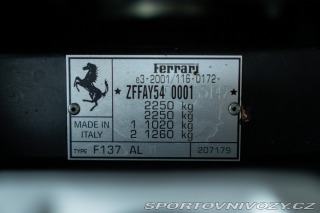 Ferrari
e3-2001/116-0172-
*ZFFAY54 0001
2250 kg
2250 kg
1 1020 kg
2 1260 kg
MADE IN
ITALY
TYPE F137 AL
207179
© SPORTOVNIVOZY.CZ